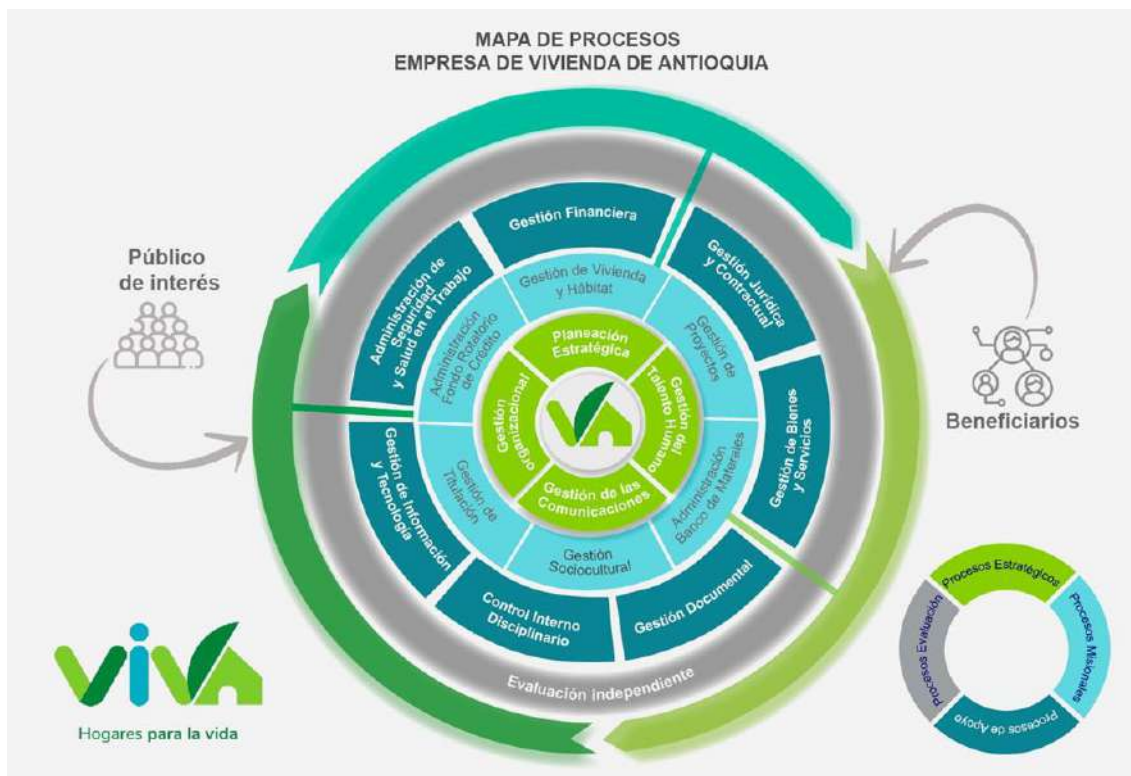 MAPA DE PROCESOS
EMPRESA DE VIVIENDA DE ANTIOQUIA
Público
de interés
Beneficiarios
Gestión Financiera
Gestión Jurídica
y Contractual
Gestión de Bienes
y Servicios
Gestión Documental
Control Interno
Disciplinario
Gestión de Información
y Tecnología
Administración de
Seguridad
y Salud en el Trabajo
Gestión de Vivienda
y Hábitat
Gestión de
Proyectos
Administración
Banco de Materales
Gestión
Sociocultural
Gestión de
Titulación
Administración
Fondo Rotatorio
de Crédito
Planeación
Estratégica
Gestión del
Talento Humano
Gestión de las
Comunicaciones
Gestión
organizacional
VIVA
Evaluación independiente
Procesos Estratégicos
Procesos Misionales
Procesos de Apoyo
Procesos Evaluación
viVA
Hogares para la vida